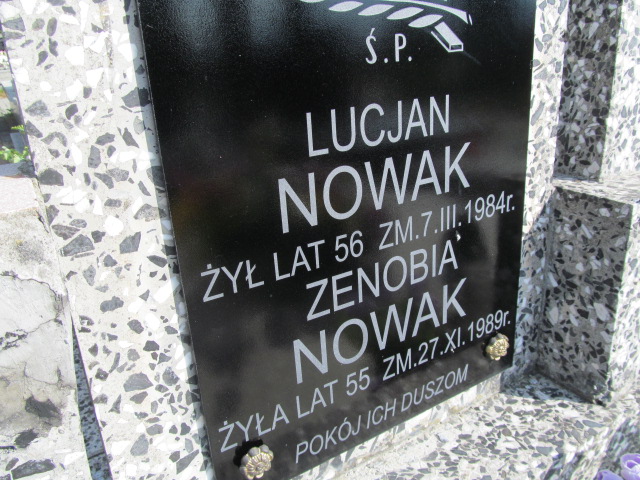 Ś.P.
LUCJAN
NOWAK
ŻYŁ LAT 56 ZM.7.III.1984r.
ZENOBIA
NOWAK
ŻYŁA LAT 55 ZM.27.XI.1989r.
POKÓJ ICH DUSZOM